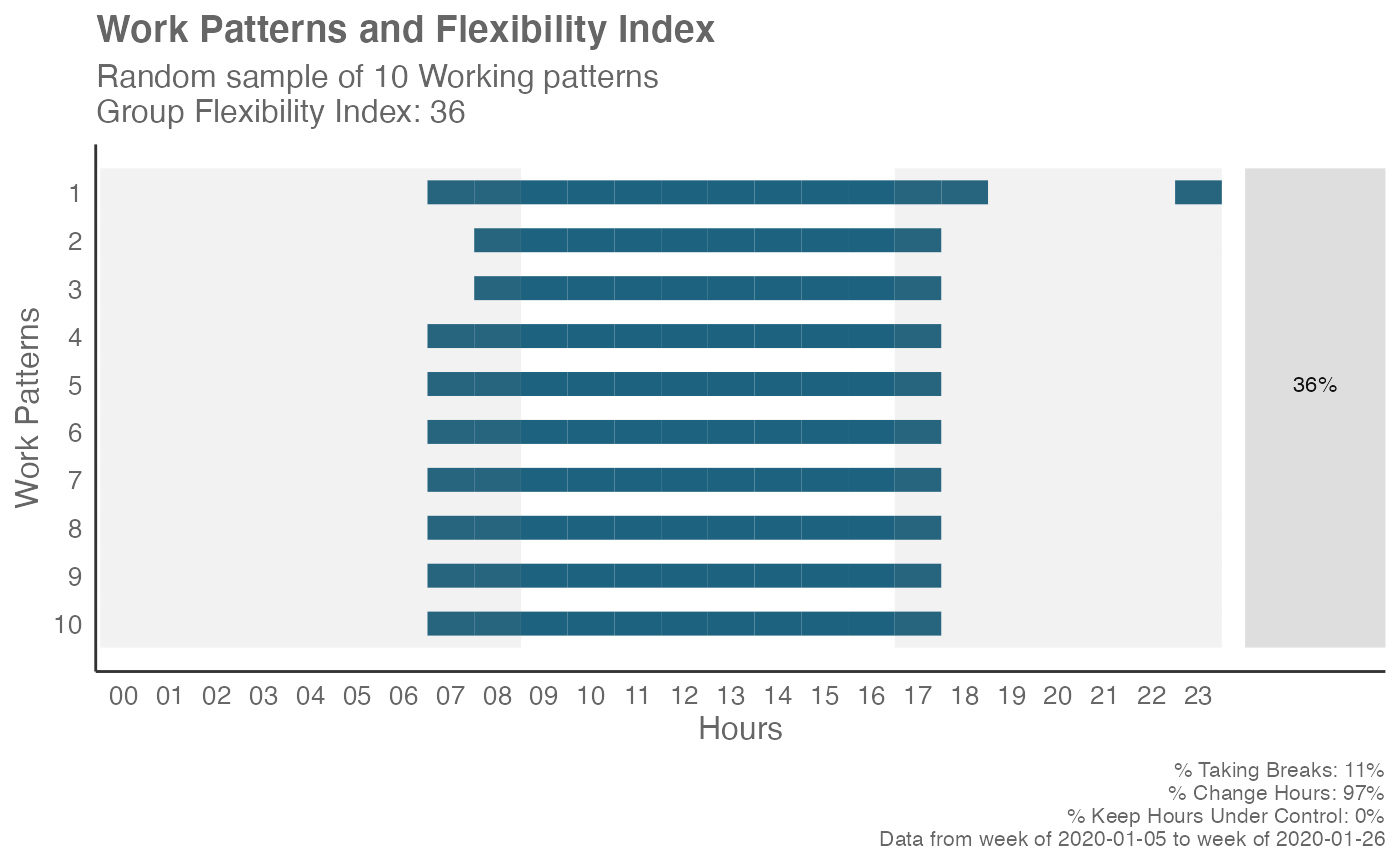 Work Patterns and Flexibility Index
Random sample of 10 Working patterns
Group Flexibility Index: 36
Work Patterns
1
2
3
4
5
6
7
8
9
10
36%
00 01 02 03 04 05 06 07 08 09 10 11 12 13 14 15 16 17 18 19 20 21 22 23
Hours
% Taking Breaks: 11%
% Change Hours: 97%
% Keep Hours Under Control: 0%
Data from week of 2020-01-05 to week of 2020-01-26